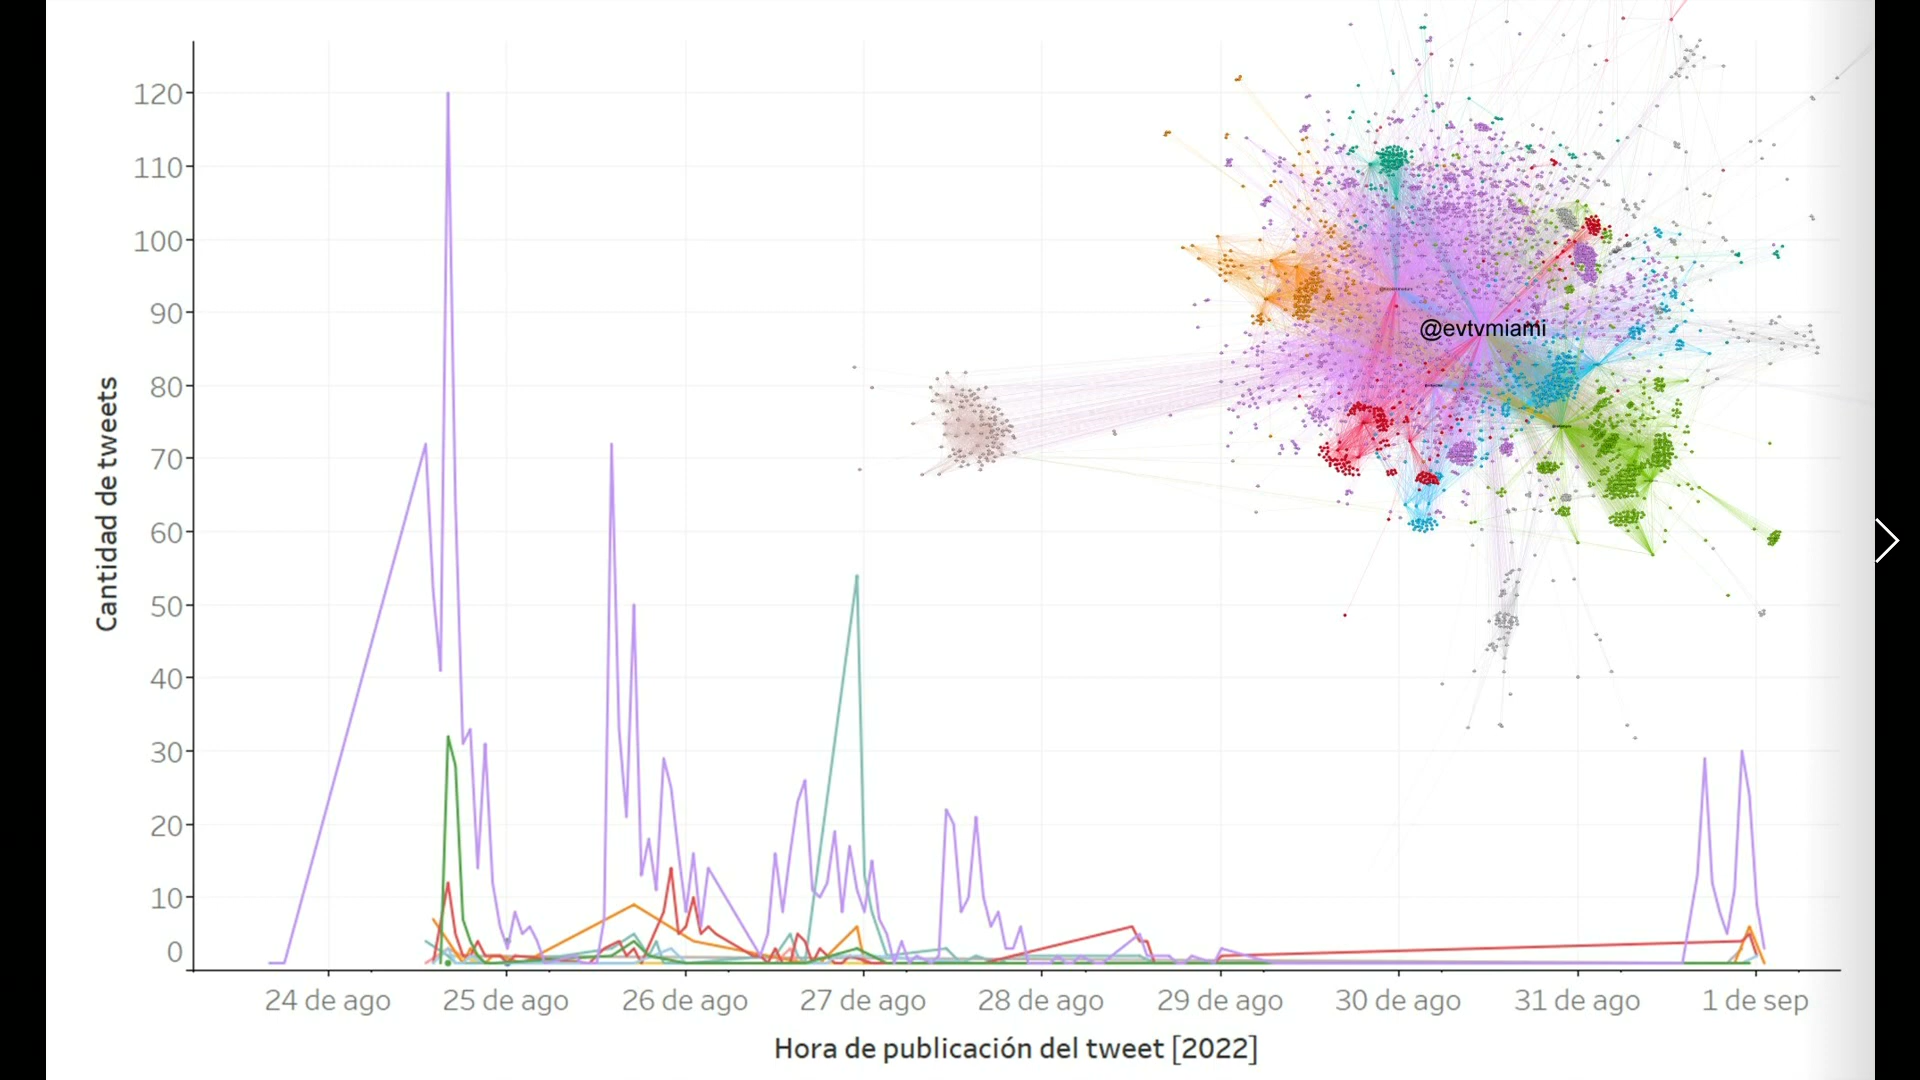 120
110
100
90
80
70
60
50
40
30
20
10
0
Cantidad de tweets
@evtvmiami
24 de ago
25 de ago
26 de ago
27 de ago
28 de ago
29 de ago
30 de ago
31 de ago
1 de sep
Hora de publicación del tweet [2022]